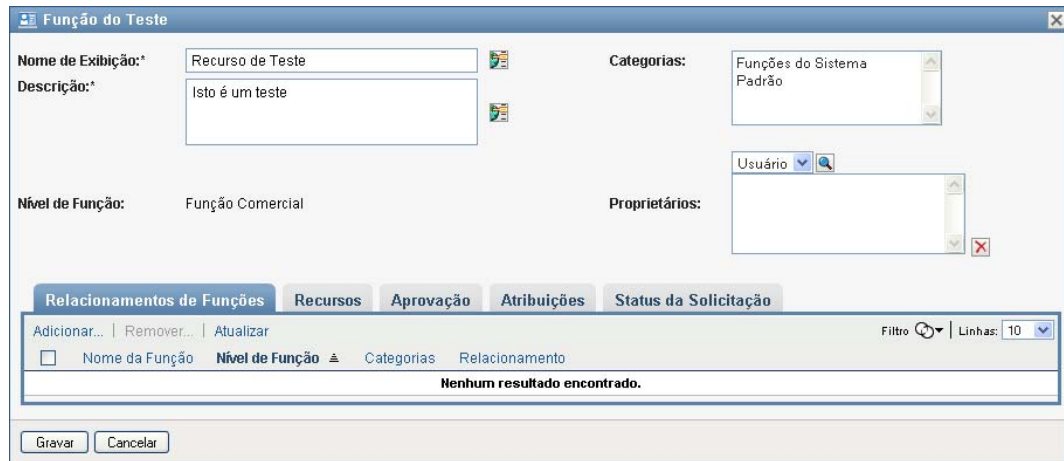 Função do Teste
Nome de Exibição:* Recurso de Teste Categorias: Funções do Sistema
Padrão
Descrição:* Isto é um teste
Usuário
Nível de Função: Função Comercial Proprietários:
Relacionamentos de Funções Recursos Aprovação Atribuições Status da Solicitação
Adicionar... | Remover... | Atualizar Filtro | Linhas: 10
Nome da Função Nível de Função Categorias Relacionamento
Nenhum resultado encontrado.
Gravar Cancelar